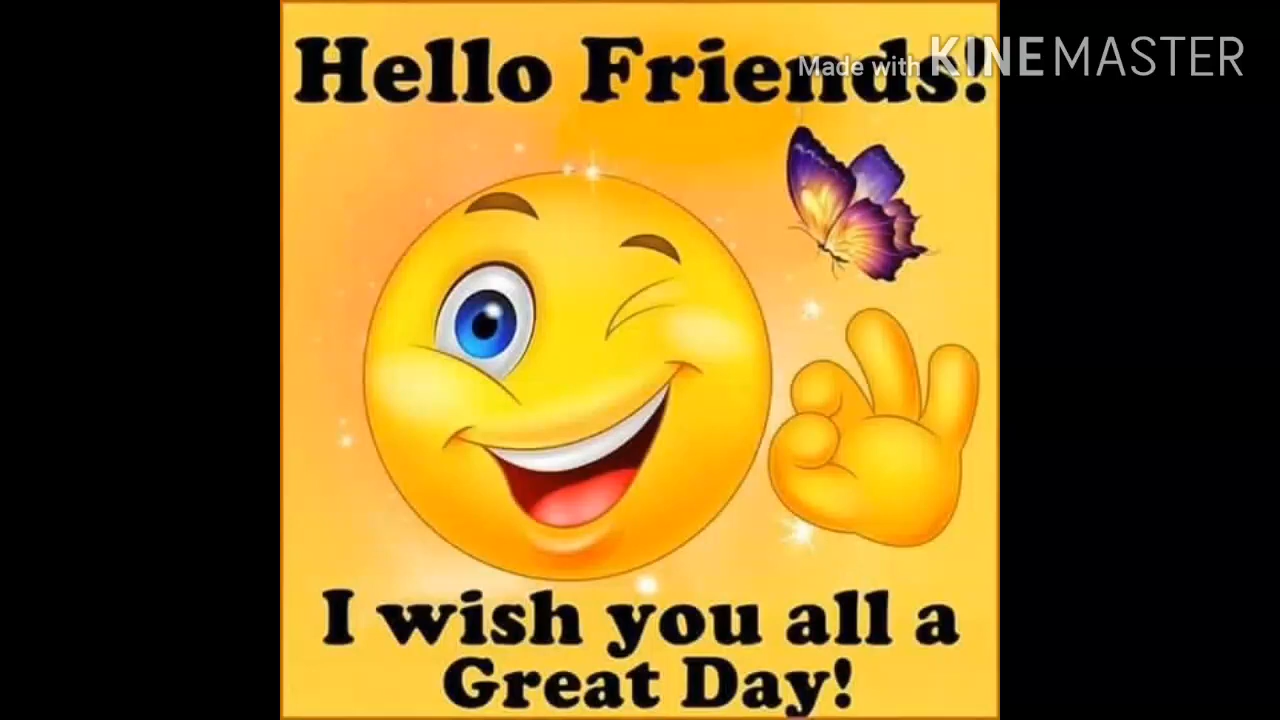 Hello Friends!
Made with KINEMASTER
I wish you all a
Great Day!